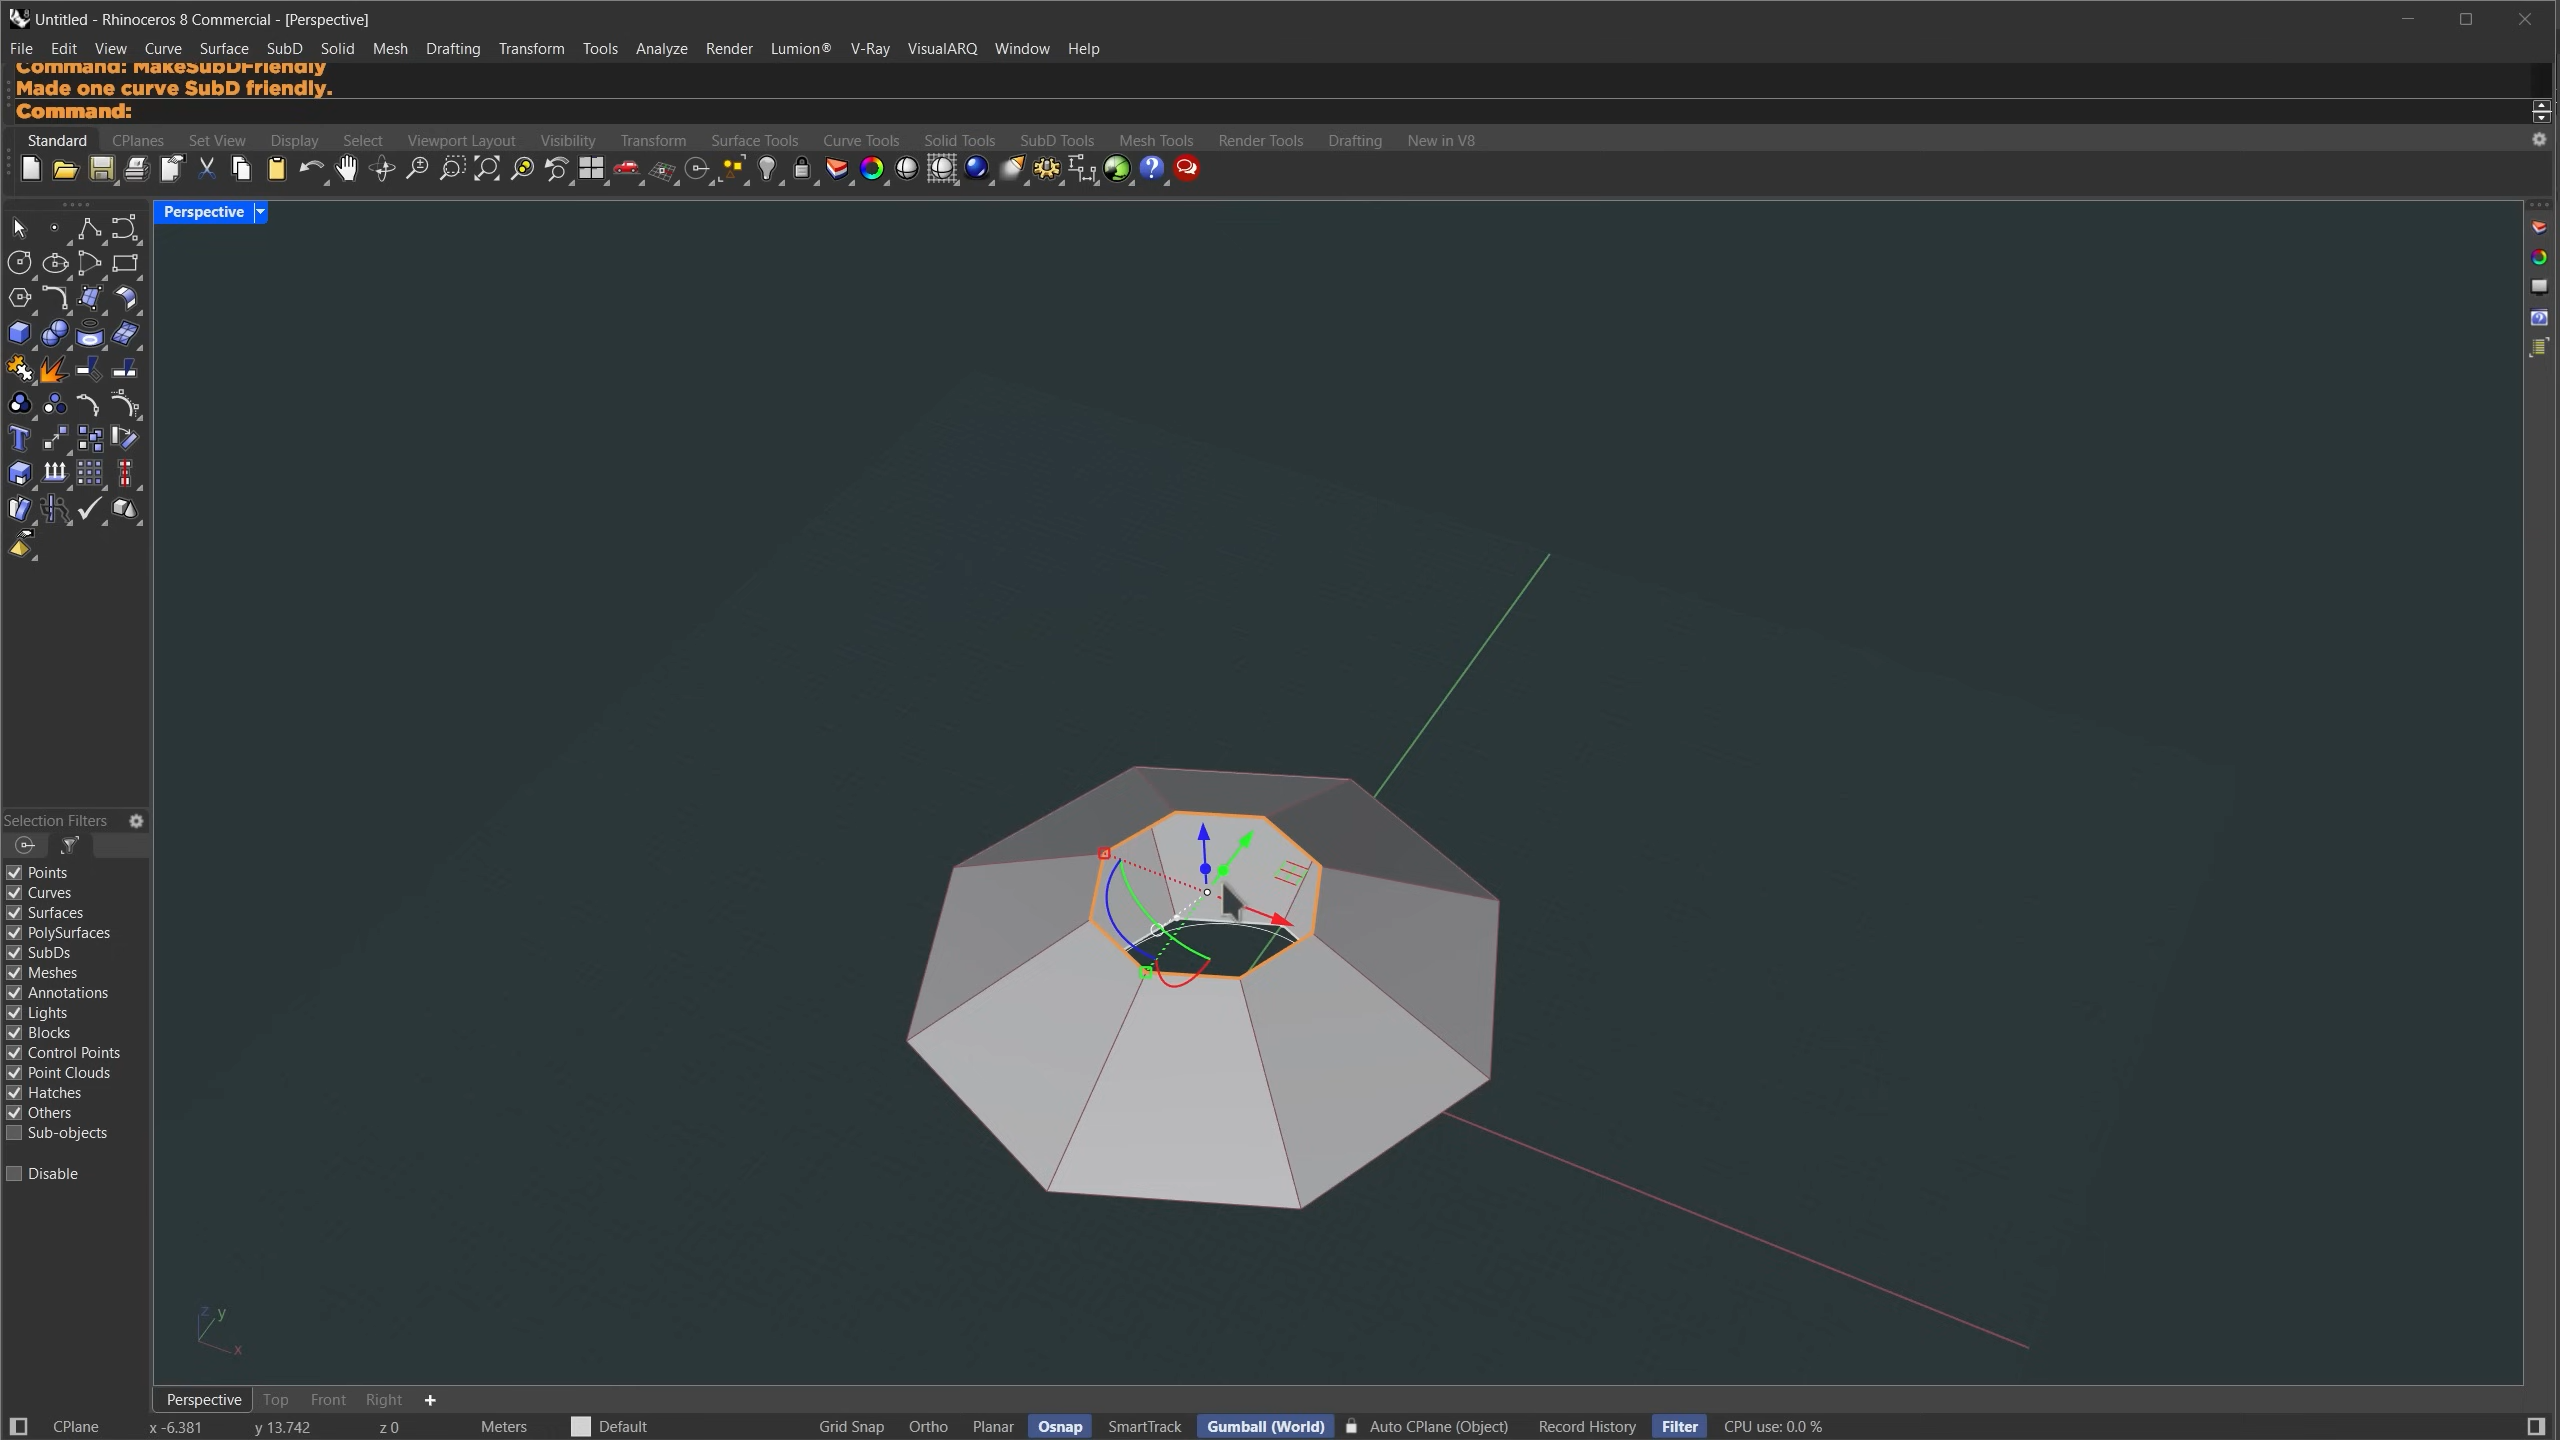 Untitled - Rhinoceros 8 Commercial - [Perspective]
File Edit View Curve Surface SubD Solid Mesh Drafting Transform Tools Analyze Render Lumion® V-Ray VisualARQ Window Help
Command: MakeSubDFriendly
Made one curve SubD friendly.
Command:
Standard CPlanes Set View Display Select Viewport Layout Visibility Transform Surface Tools Curve Tools Solid Tools SubD Tools Mesh Tools Render Tools Drafting New in V8
Perspective
Selection Filters
Points
Curves
Surfaces
PolySurfaces
SubDs
Meshes
Annotations
Lights
Blocks
Control Points
Point Clouds
Hatches
Others
Sub-objects
Disable
z y
x
Perspective Top Front Right
CPlane x -6.381 y 13.742 z 0 Meters Default Grid Snap Ortho Planar Osnap SmartTrack Gumball (World) Auto CPlane (Object) Record History Filter CPU use: 0.0 %